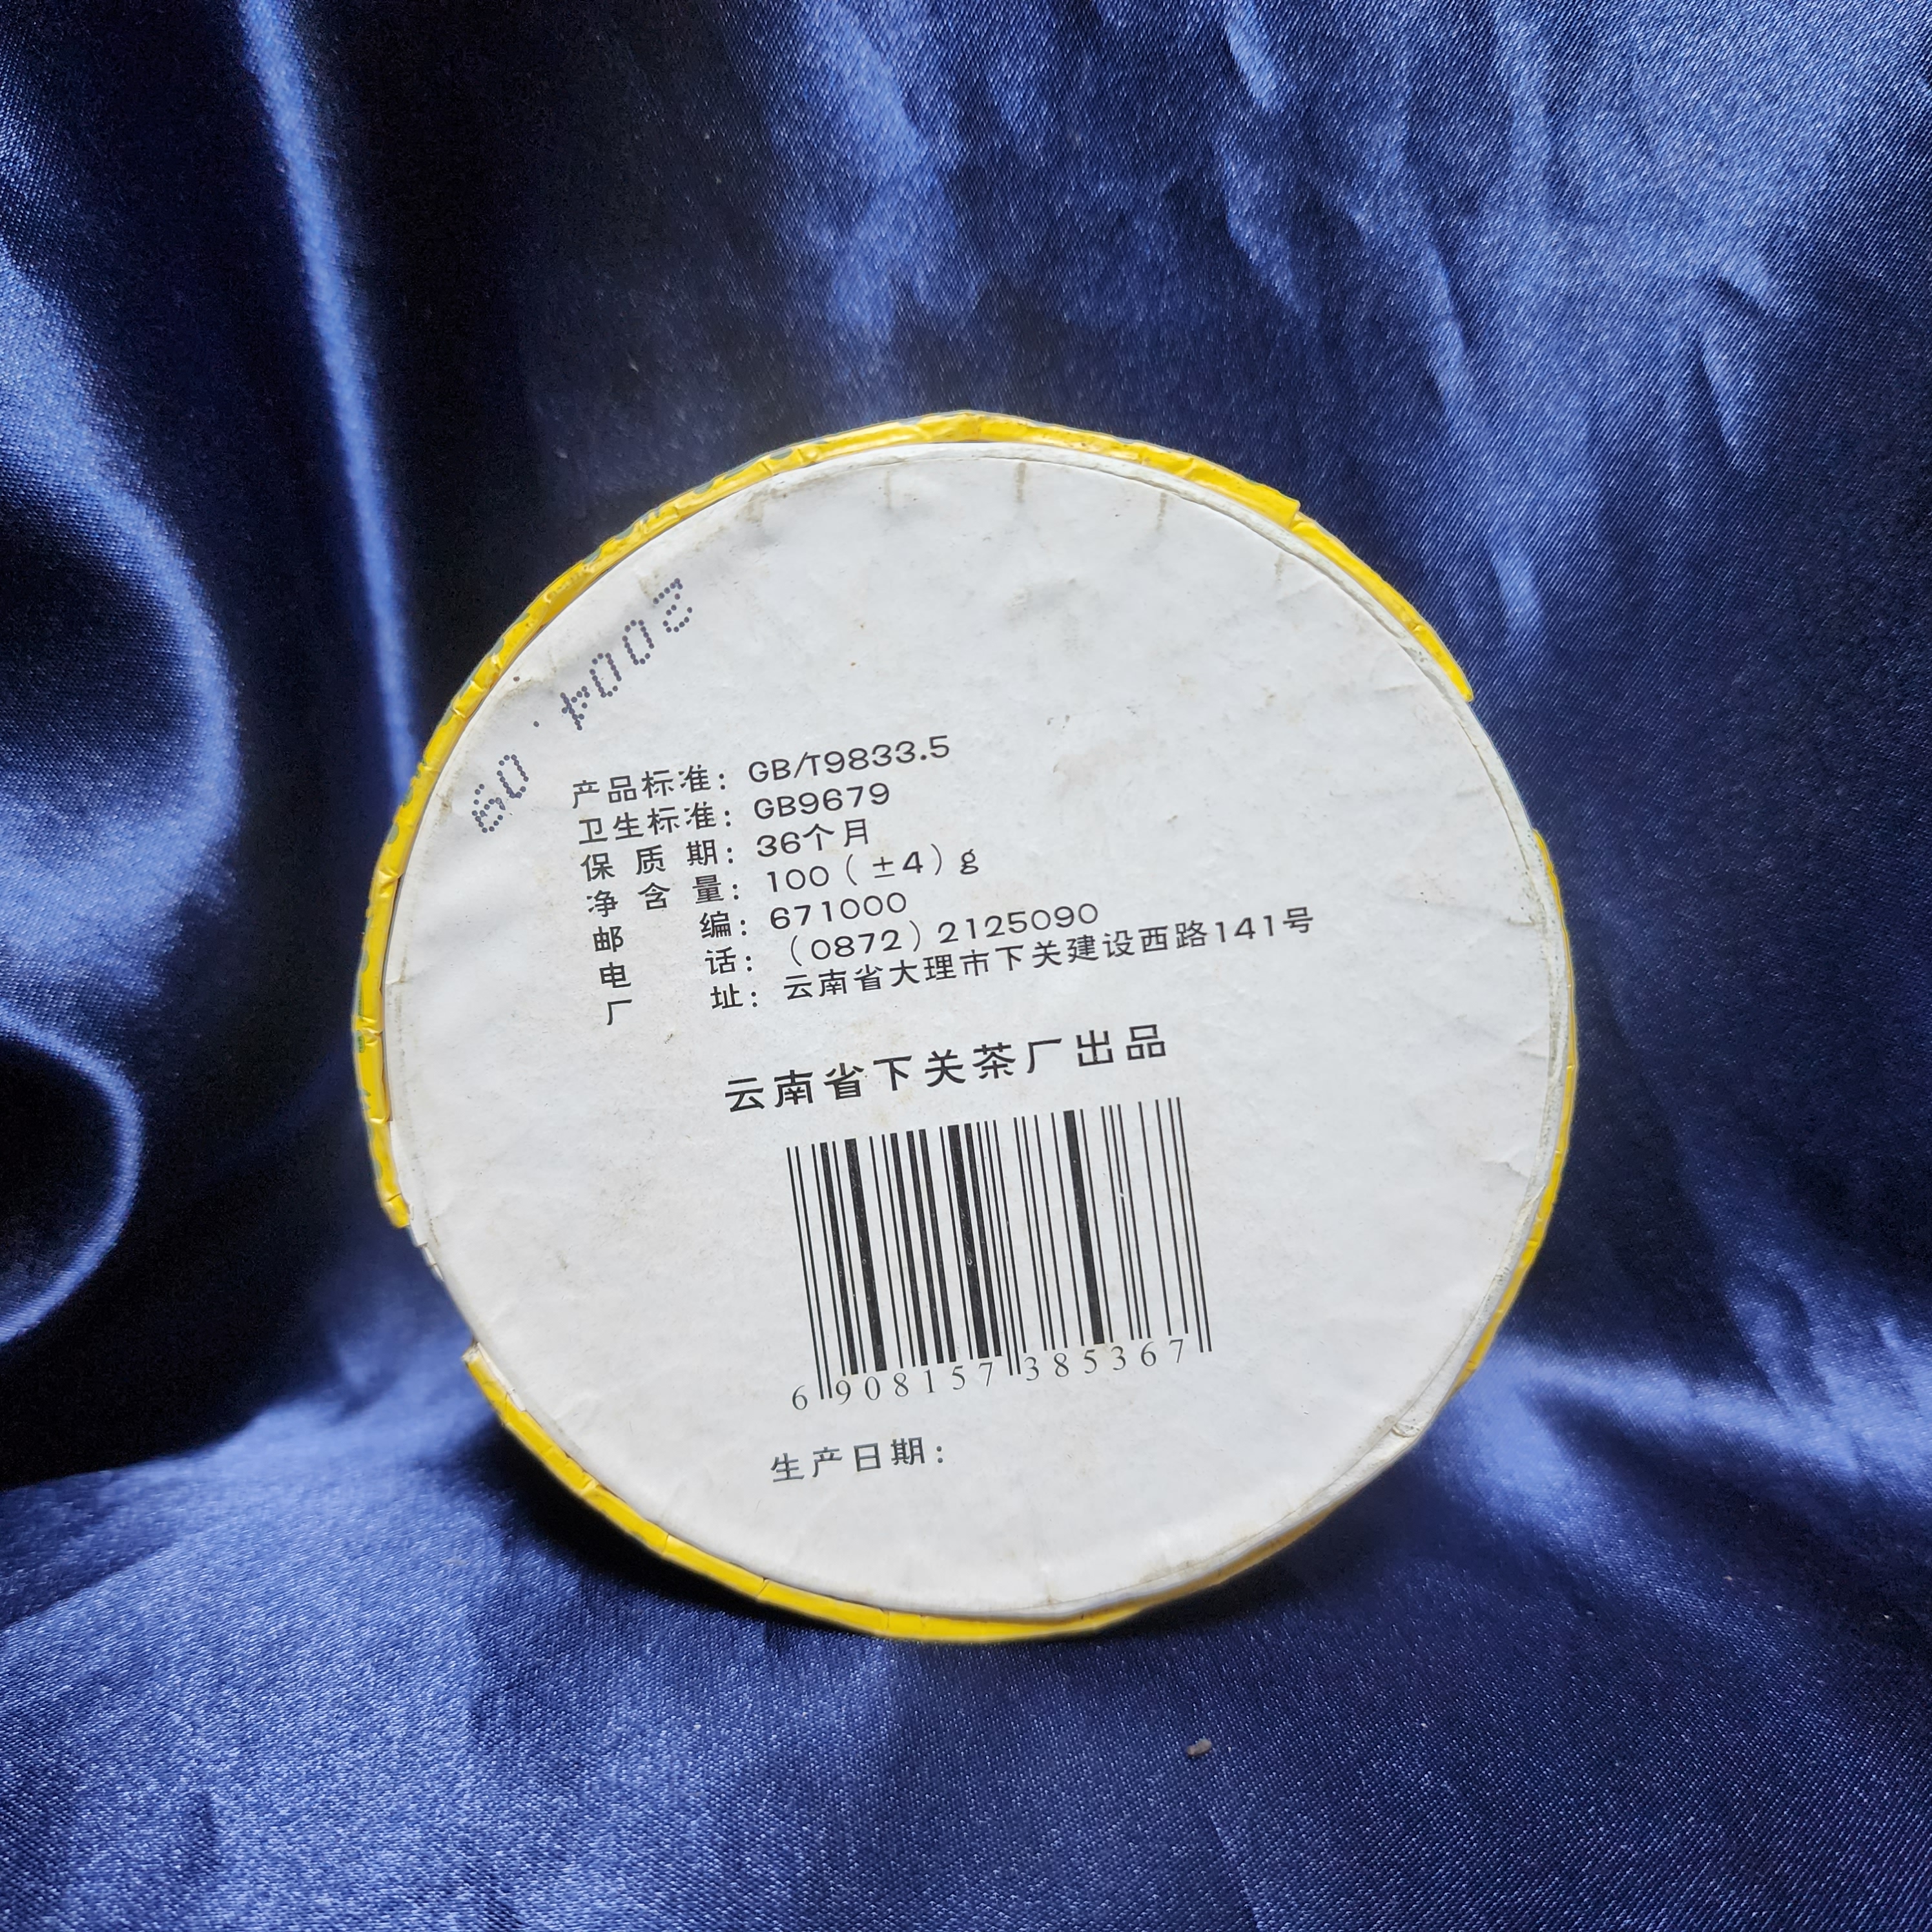 2004.09
产品标准：GB/T9833.5
卫生标准：GB9679
保质期：36个月
净含量：100（±4）g
邮编：671000
电话：（0872）2125090
厂址：云南省大理市下关建设西路141号
云南省下关茶厂出品
6 908157 385367
生产日期：